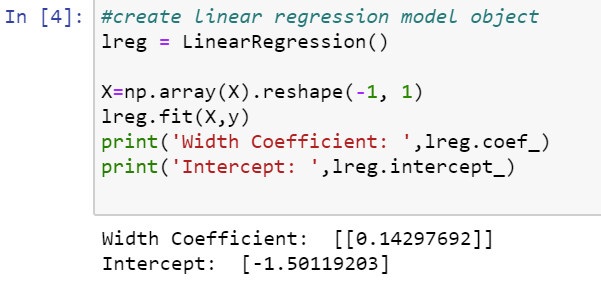 In [4]: #create linear regression model object
lreg = LinearRegression()
X=np.array(X).reshape(-1, 1)
lreg.fit(X,y)
print('Width Coefficient: ',lreg.coef_)
print('Intercept: ',lreg.intercept_)
Width Coefficient:  [[0.14297692]]
Intercept:  [-1.50119203]